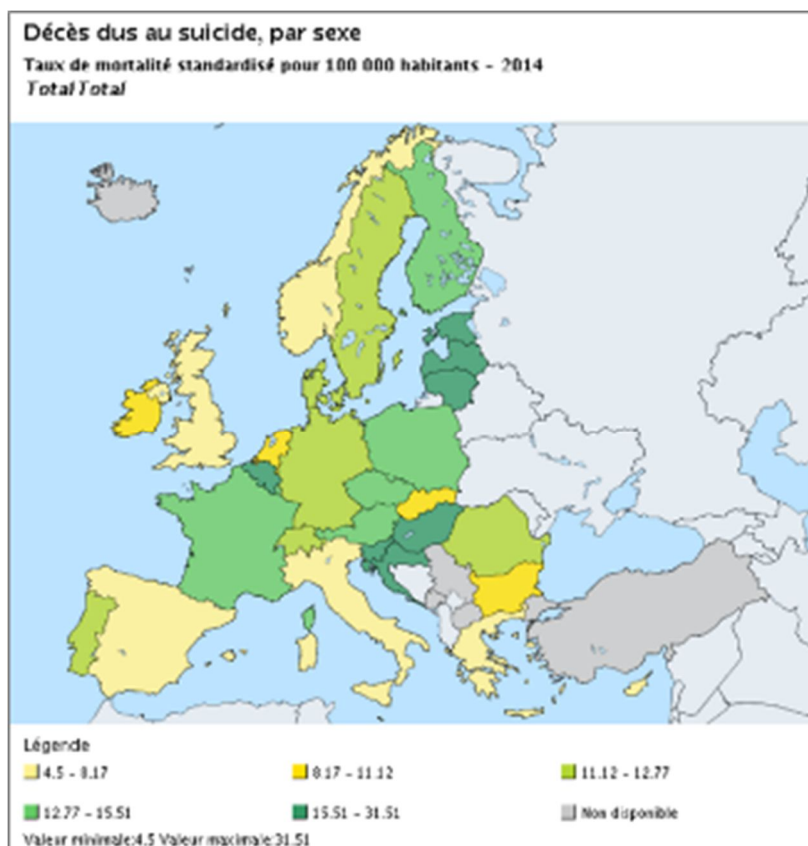 Décès dus au suicide, par sexe
Taux de mortalité standardisé pour 100 000 habitants - 2014
Total Total
Légende
4.5 - 8.17
8.17 - 11.12
11.12 - 12.77
12.77 - 15.51
15.51 - 31.51
Non disponible
Valeur minimale:4.5 Valeur maximale:31.51